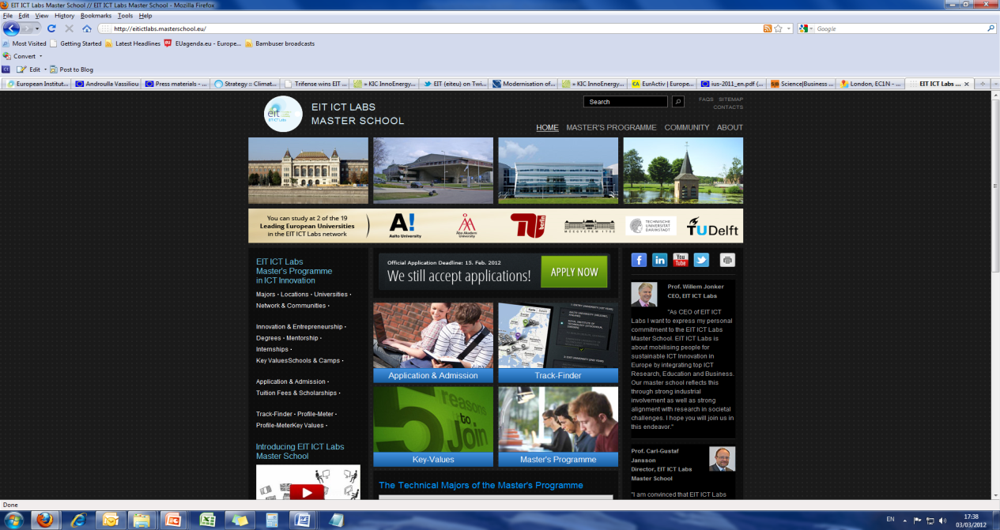 EIT ICT Labs Master School // EIT ICT Labs Master School - Mozilla Firefox
File Edit View History Bookmarks Tools Help
http://eitictlabs.masterschool.eu/
Google
Most Visited Getting Started Latest Headlines EUagenda.eu - Europe... Bambuser broadcasts
Convert
Edit Post to Blog
European Institut... Androulla Vassiliou Press materials - ... Strategy :: Climat... Trifense wins EIT ... » KIC InnoEnergy... EIT (eiteu) on Twi... Modernisation of... » KIC InnoEnergy... EurActiv | Europe... ius-2011_en.pdf (... Science|Business ... London, EC1N - ... EIT ICT Labs ...
eit
EIT ICT Labs
EIT ICT LABS
MASTER SCHOOL
Search
FAQS SITEMAP
CONTACTS
HOME MASTER'S PROGRAMME COMMUNITY ABOUT
You can study at 2 of the 19
Leading European Universities
in the EIT ICT Labs network
A!
Aalto University
Åbo Akademi
University
TU berlin
MŰEGYETEM 1782
TECHNISCHE
UNIVERSITÄT
DARMSTADT
TU Delft
EIT ICT Labs
Master's Programme
in ICT Innovation
Majors · Locations · Universities ·
Network & Communities ·
Innovation & Entrepreneurship ·
Degrees · Mentorship ·
Internships ·
Key ValuesSchools & Camps ·
Application & Admission ·
Tuition Fees & Scholarships ·
Track-Finder · Profile-Meter ·
Profile-MeterKey Values ·
Introducing EIT ICT Labs
Master School
Official Application Deadline: 15. Feb. 2012
We still accept applications!
APPLY NOW
Application & Admission
Track-Finder
5 reasons
to
Join
Key-Values
Master's Programme
The Technical Majors of the Master's Programme
f
in
You
Tube
Prof. Willem Jonker
CEO, EIT ICT Labs
"As CEO of EIT ICT
Labs I want to express my personal
commitment to the EIT ICT Labs
Master School. EIT ICT Labs is
about mobilising people for
sustainable ICT Innovation in
Europe by integrating top ICT
Research, Education and Business.
Our master school reflects this
through strong industrial
involvement as well as strong
alignment with research in societal
challenges. I hope you will join us in
this endeavor."
Prof. Carl-Gustaf
Jansson
Director, EIT ICT Labs
Master School
"I am convinced that EIT ICT Labs
Done
EN
17:38
03/03/2012